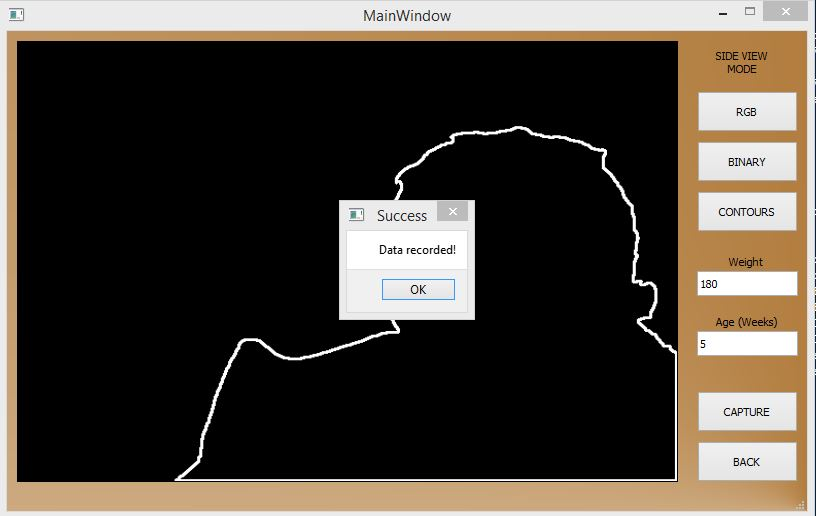 MainWindow
SIDE VIEW
MODE
RGB
BINARY
CONTOURS
Weight
180
Age (Weeks)
5
CAPTURE
BACK
Success
Data recorded!
OK